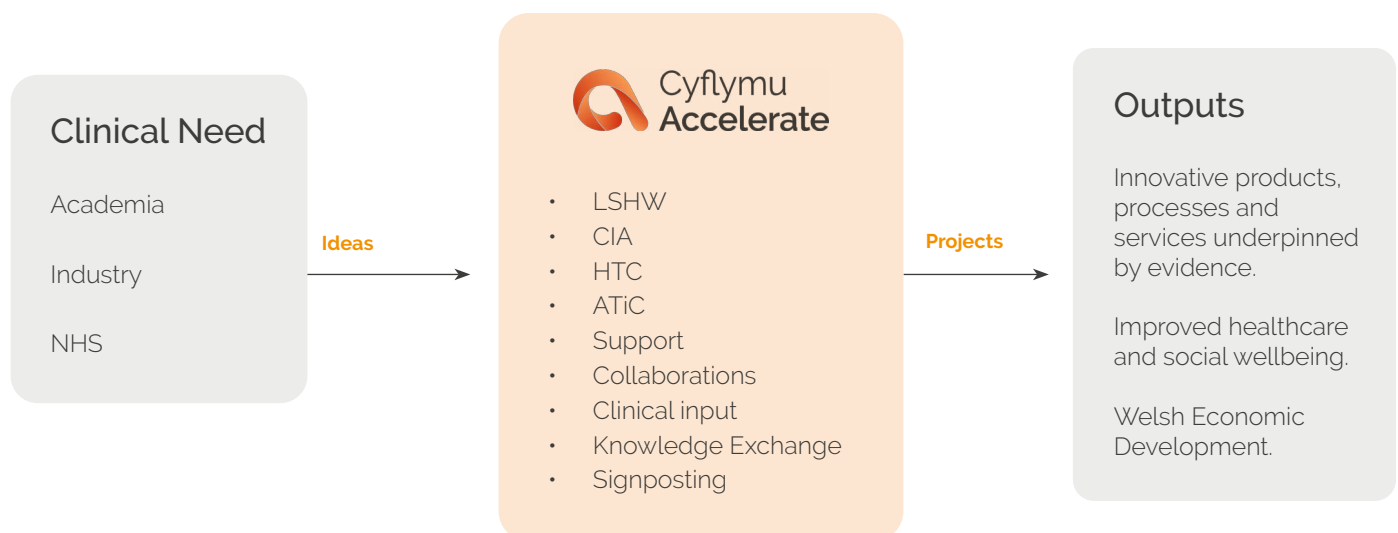 Clinical Need
Academia
Industry
NHS
Ideas
Cyflymu
Accelerate
• LSHW
• CIA
• HTC
• ATiC
• Support
• Collaborations
• Clinical input
• Knowledge Exchange
• Signposting
Projects
Outputs
Innovative products,
processes and
services underpinned
by evidence.
Improved healthcare
and social wellbeing.
Welsh Economic
Development.